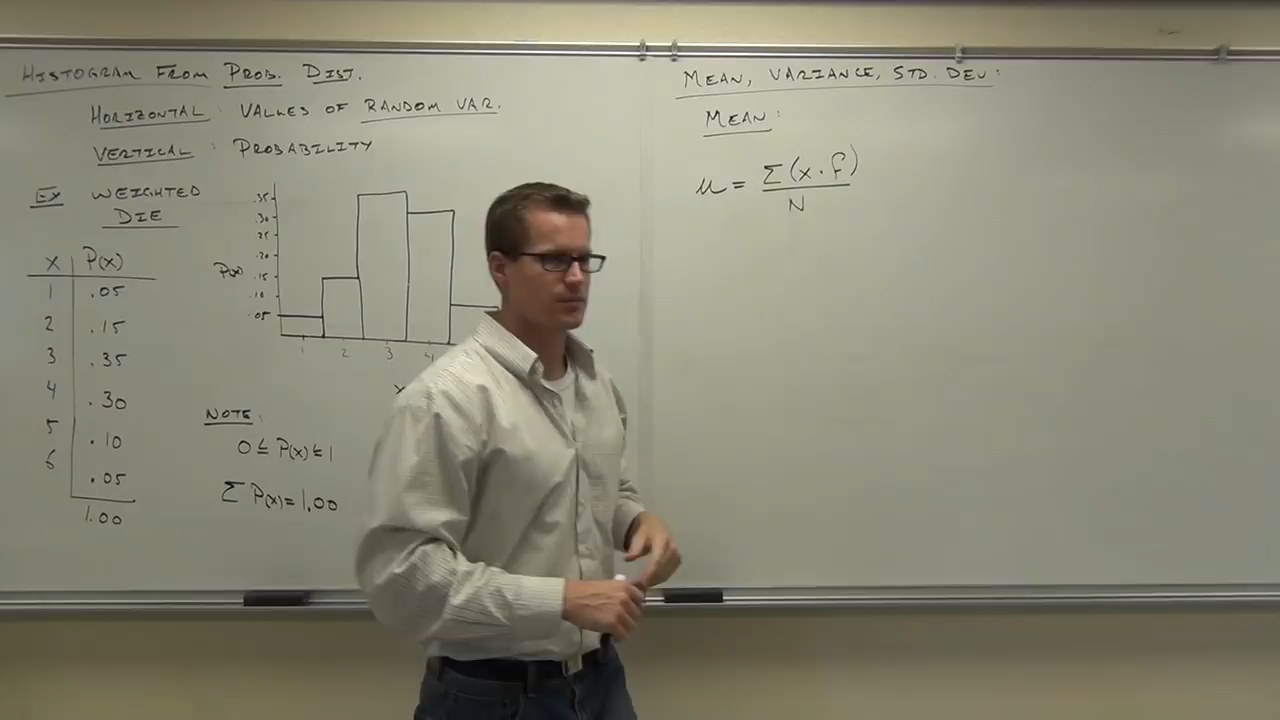 HISTOGRAM FROM PROB. DIST.
HORIZONTAL: VALUES OF RANDOM VAR.
VERTICAL: PROBABILITY
EX WEIGHTED
DIE
X P(x)
1 .05
2 .15
3 .35
4 .30
5 .10
6 .05
1.00
.35
.30
.25
.20
P(x) .15
.10
.05
1 2 3 4
X
NOTE:
0 ≤ P(x) ≤ 1
Σ P(x) = 1.00
MEAN, VARIANCE, STD. DEV:
MEAN:
μ = Σ(x · f)
N